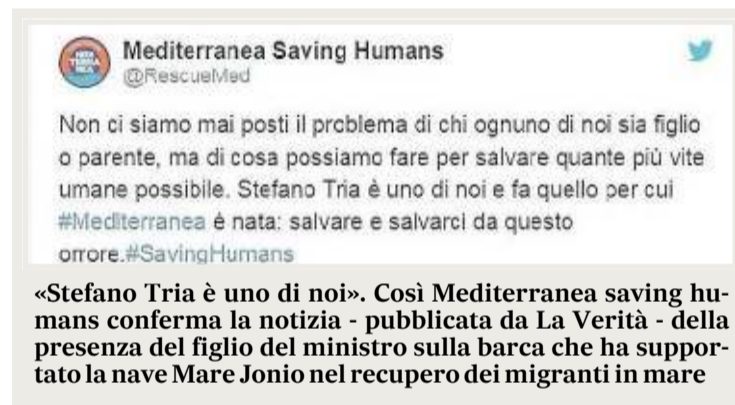 Mediterranea Saving Humans
@RescueMed
Non ci siamo mai posti il problema di chi ognuno di noi sia figlio
o parente, ma di cosa possiamo fare per salvare quante più vite
umane possibile. Stefano Tria è uno di noi e fa quello per cui
#Mediterranea è nata: salvare e salvarci da questo
orrore.#SavingHumans
«Stefano Tria è uno di noi». Così Mediterranea saving hu-
mans conferma la notizia - pubblicata da La Verità - della
presenza del figlio del ministro sulla barca che ha suppor-
tato la nave Mare Jonio nel recupero dei migranti in mare